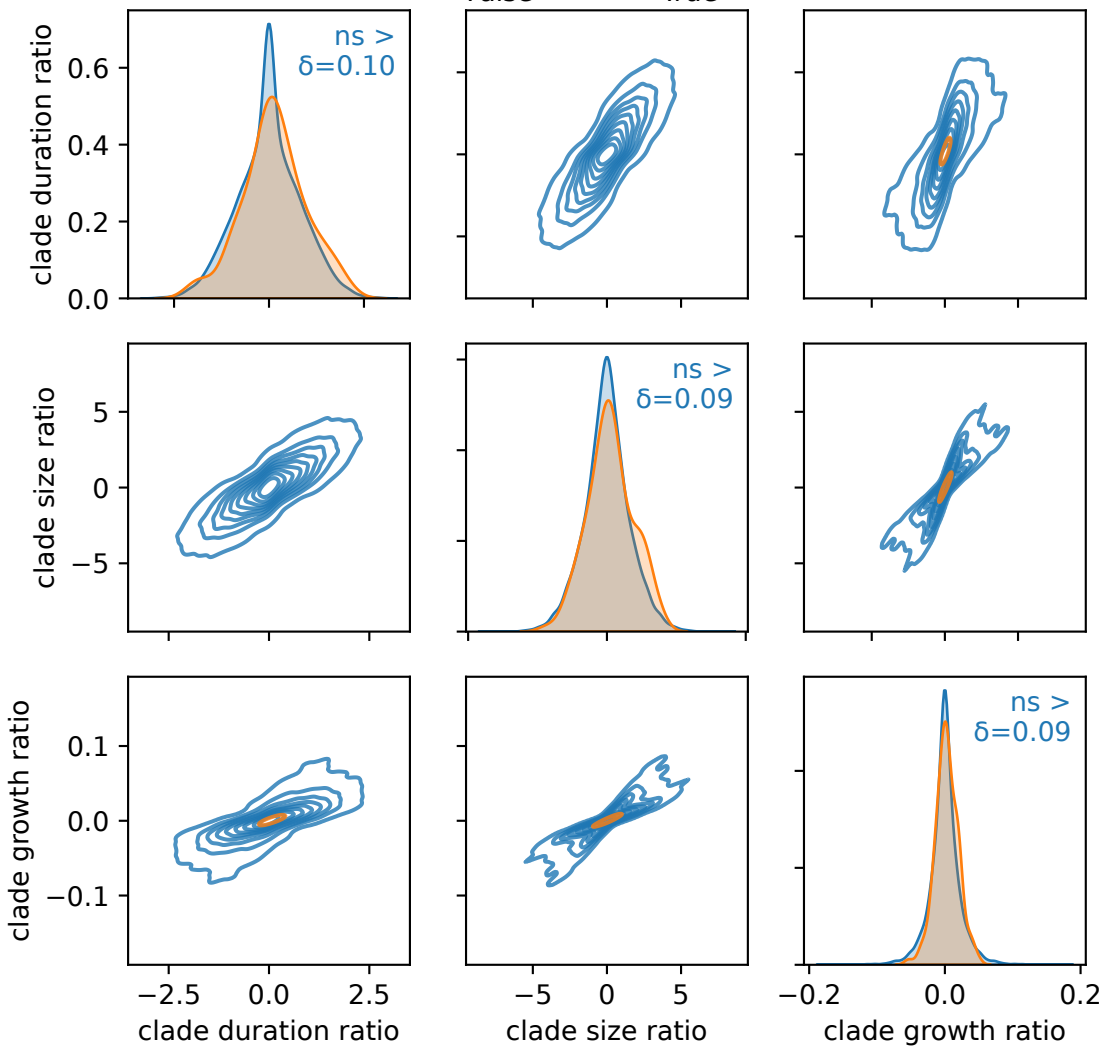 clade duration ratio
0.6
0.4
0.2
0.0
ns >
δ=0.10
clade size ratio
5
0
−5
ns >
δ=0.09
clade growth ratio
0.1
0.0
−0.1
ns >
δ=0.09
−2.5 0.0 2.5
−5 0 5
−0.2 0.0 0.2
clade duration ratio
clade size ratio
clade growth ratio